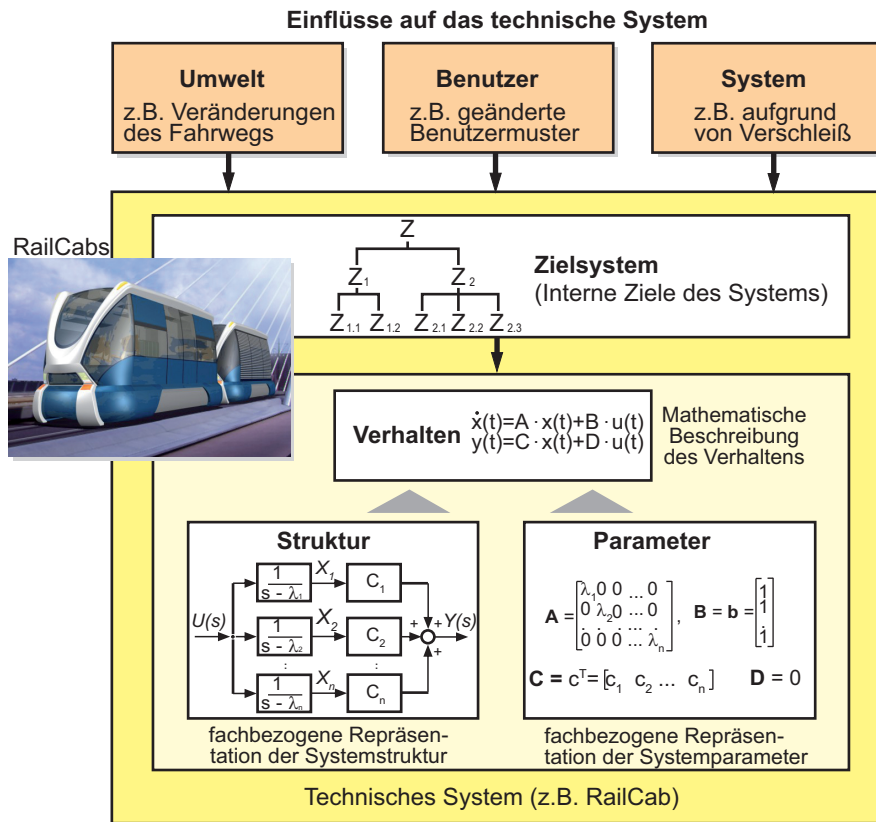 Einflüsse auf das technische System
Umwelt
z.B. Veränderungen
des Fahrwegs
Benutzer
z.B. geänderte
Benutzermuster
System
z.B. aufgrund
von Verschleiß
RailCabs
Z
Z₁ Z₂
Z₁.₁ Z₁.₂ Z₂.₁ Z₂.₂ Z₂.₃
Zielsystem
(Interne Ziele des Systems)
Verhalten
ẋ(t)=A · x(t)+B · u(t)
y(t)=C · x(t)+D · u(t)
Mathematische
Beschreibung
des Verhaltens
Struktur
U(s)
1
s - λ₁
X₁
C₁
1
s - λ₂
X₂
C₂
:
:
1
s - λₙ
Xₙ
Cₙ
+
+
+
+
Y(s)
fachbezogene Repräsen-
tation der Systemstruktur
Parameter
λ₁ 0 0 ... 0
0 λ₂ 0 ... 0
. . . ... .
0 0 0 ... λₙ
A = [ ] ,
B = b = [ ]
1
1
.
1
C = cᵀ= [c₁ c₂ ... cₙ]
D = 0
fachbezogene Repräsen-
tation der Systemparameter
Technisches System (z.B. RailCab)